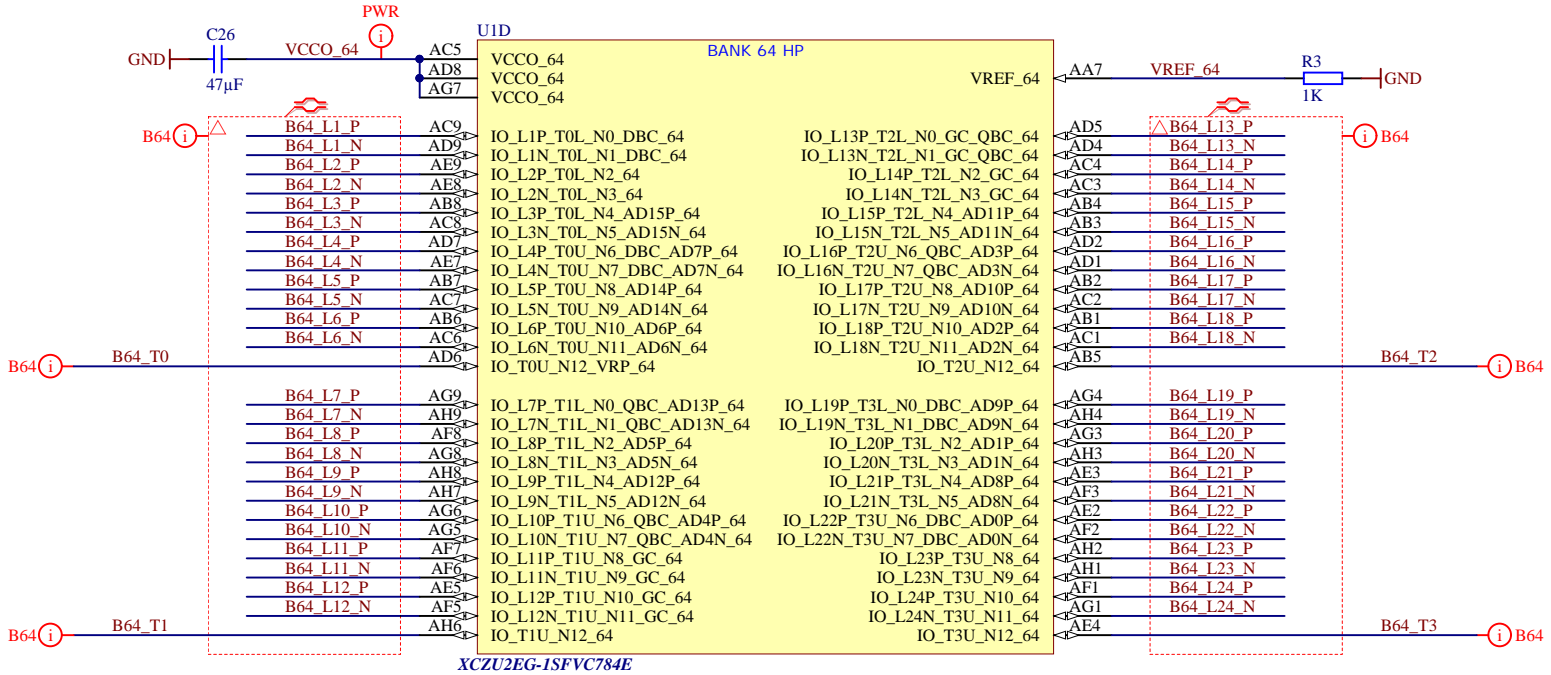 PWR
U1D
C26
GND VCCO_64 AC5 VCCO_64
47µF
AD8 VCCO_64
AG7 VCCO_64
BANK 64 HP
VREF_64 AA7 VREF_64 R3 GND
1K
B64 B64_L1_P AC9 IO_L1P_T0L_N0_DBC_64 IO_L13P_T2L_N0_GC_QBC_64 AD5 B64_L13_P B64
B64_L1_N AD9 IO_L1N_T0L_N1_DBC_64 IO_L13N_T2L_N1_GC_QBC_64 AD4 B64_L13_N
B64_L2_P AE9 IO_L2P_T0L_N2_64 IO_L14P_T2L_N2_GC_64 AC4 B64_L14_P
B64_L2_N AE8 IO_L2N_T0L_N3_64 IO_L14N_T2L_N3_GC_64 AC3 B64_L14_N
B64_L3_P AB8 IO_L3P_T0L_N4_AD15P_64 IO_L15P_T2L_N4_AD11P_64 AB4 B64_L15_P
B64_L3_N AC8 IO_L3N_T0L_N5_AD15N_64 IO_L15N_T2L_N5_AD11N_64 AB3 B64_L15_N
B64_L4_P AD7 IO_L4P_T0U_N6_DBC_AD7P_64 IO_L16P_T2U_N6_QBC_AD3P_64 AD2 B64_L16_P
B64_L4_N AE7 IO_L4N_T0U_N7_DBC_AD7N_64 IO_L16N_T2U_N7_QBC_AD3N_64 AD1 B64_L16_N
B64_L5_P AB7 IO_L5P_T0U_N8_AD14P_64 IO_L17P_T2U_N8_AD10P_64 AB2 B64_L17_P
B64_L5_N AC7 IO_L5N_T0U_N9_AD14N_64 IO_L17N_T2U_N9_AD10N_64 AC2 B64_L17_N
B64_L6_P AB6 IO_L6P_T0U_N10_AD6P_64 IO_L18P_T2U_N10_AD2P_64 AB1 B64_L18_P
B64_L6_N AC6 IO_L6N_T0U_N11_AD6N_64 IO_L18N_T2U_N11_AD2N_64 AC1 B64_L18_N
B64 B64_T0 AD6 IO_T0U_N12_VRP_64 IO_T2U_N12_64 AB5 B64_T2 B64
B64_L7_P AG9 IO_L7P_T1L_N0_QBC_AD13P_64 IO_L19P_T3L_N0_DBC_AD9P_64 AG4 B64_L19_P
B64_L7_N AH9 IO_L7N_T1L_N1_QBC_AD13N_64 IO_L19N_T3L_N1_DBC_AD9N_64 AH4 B64_L19_N
B64_L8_P AF8 IO_L8P_T1L_N2_AD5P_64 IO_L20P_T3L_N2_AD1P_64 AG3 B64_L20_P
B64_L8_N AG8 IO_L8N_T1L_N3_AD5N_64 IO_L20N_T3L_N3_AD1N_64 AH3 B64_L20_N
B64_L9_P AH8 IO_L9P_T1L_N4_AD12P_64 IO_L21P_T3L_N4_AD8P_64 AE3 B64_L21_P
B64_L9_N AH7 IO_L9N_T1L_N5_AD12N_64 IO_L21N_T3L_N5_AD8N_64 AF3 B64_L21_N
B64_L10_P AG6 IO_L10P_T1U_N6_QBC_AD4P_64 IO_L22P_T3U_N6_DBC_AD0P_64 AE2 B64_L22_P
B64_L10_N AG5 IO_L10N_T1U_N7_QBC_AD4N_64 IO_L22N_T3U_N7_DBC_AD0N_64 AF2 B64_L22_N
B64_L11_P AF7 IO_L11P_T1U_N8_GC_64 IO_L23P_T3U_N8_64 AH2 B64_L23_P
B64_L11_N AF6 IO_L11N_T1U_N9_GC_64 IO_L23N_T3U_N9_64 AH1 B64_L23_N
B64_L12_P AE5 IO_L12P_T1U_N10_GC_64 IO_L24P_T3U_N10_64 AF1 B64_L24_P
B64_L12_N AF5 IO_L12N_T1U_N11_GC_64 IO_L24N_T3U_N11_64 AG1 B64_L24_N
B64 B64_T1 AH6 IO_T1U_N12_64 IO_T3U_N12_64 AE4 B64_T3 B64
XCZU2EG-1SFVC784E